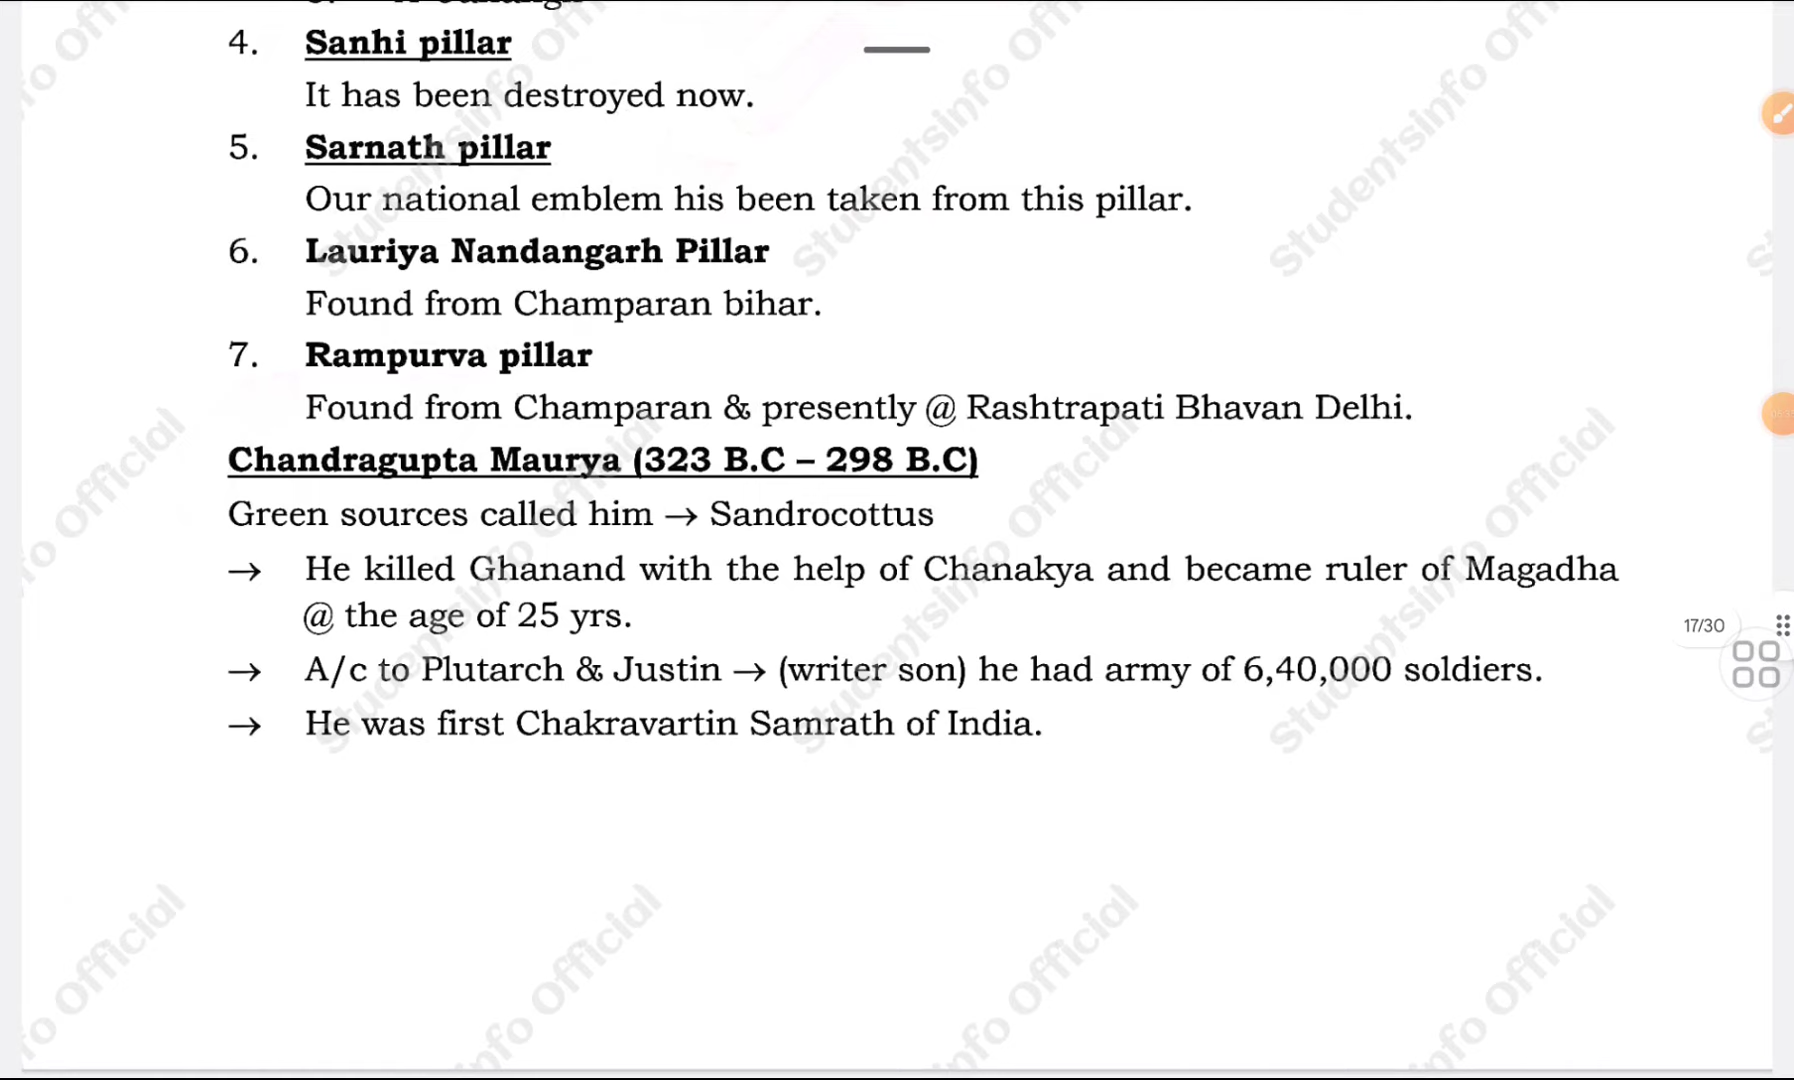 4. Sanhi pillar
It has been destroyed now.
5. Sarnath pillar
Our national emblem his been taken from this pillar.
6. Lauriya Nandangarh Pillar
Found from Champaran bihar.
7. Rampurva pillar
Found from Champaran & presently @ Rashtrapati Bhavan Delhi.
Chandragupta Maurya (323 B.C – 298 B.C)
Green sources called him → Sandrocottus
→ He killed Ghanand with the help of Chanakya and became ruler of Magadha
@ the age of 25 yrs.
→ A/c to Plutarch & Justin → (writer son) he had army of 6,40,000 soldiers.
→ He was first Chakravartin Samrath of India.
17/30
Studentsinfo Official